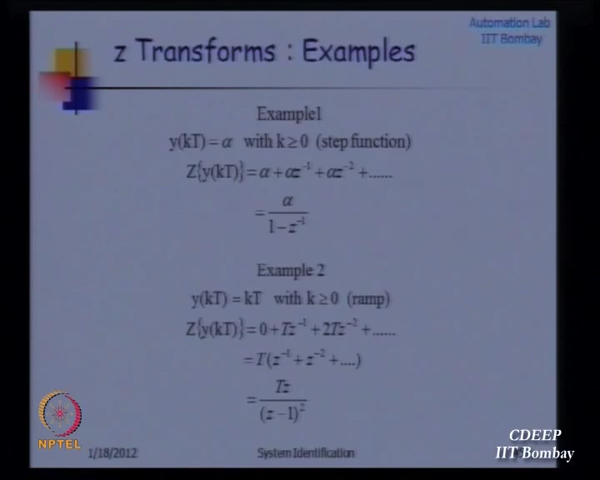 Automation Lab
IIT Bombay
z Transforms : Examples
Example1
y(kT) = α with k ≥ 0 (step function)
Z{y(kT)} = α + αz⁻¹ + αz⁻² + ......
= α / (1 − z⁻¹)
Example 2
y(kT) = kT with k ≥ 0 (ramp)
Z{y(kT)} = 0 + Tz⁻¹ + 2Tz⁻² + ......
= T(z⁻¹ + z⁻² + ....)
= Tz / (z − 1)²
NPTEL
1/18/2012
System Identification
CDEEP
IIT Bombay